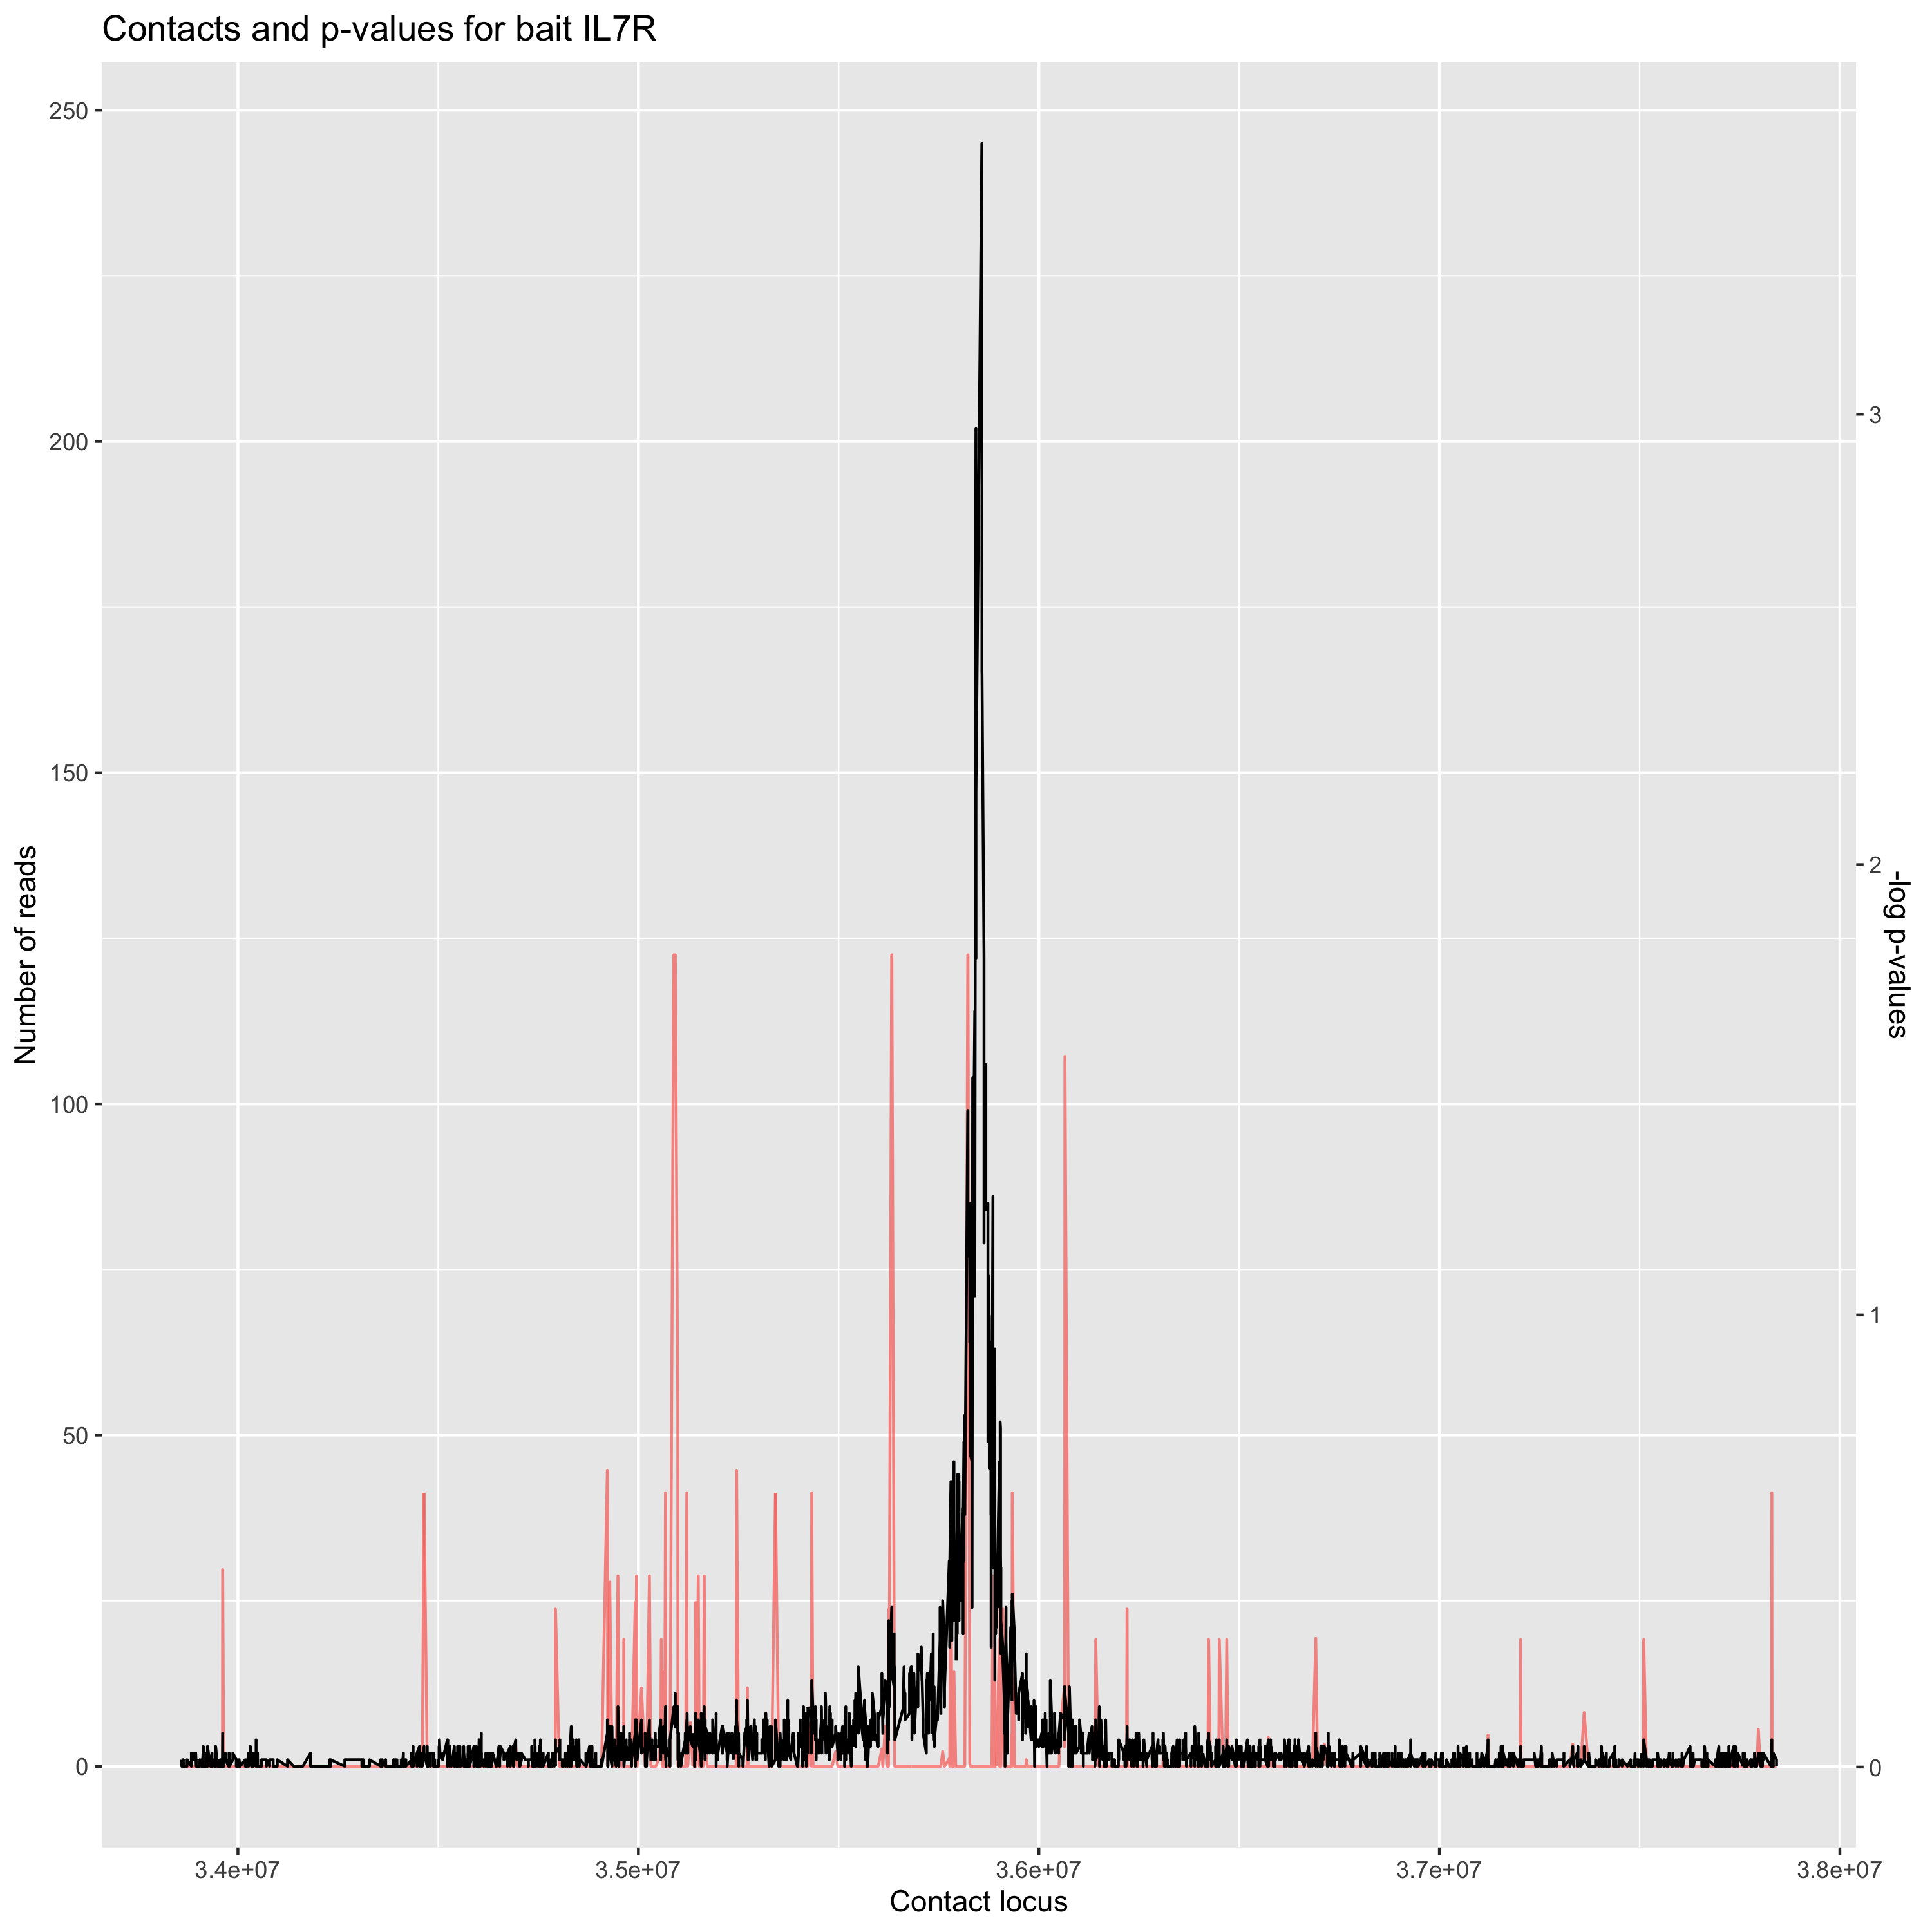 Contacts and p-values for bait IL7R
250
200
150
100
50
0
Number of reads
3
2
1
0
-log p-values
3.4e+07
3.5e+07
3.6e+07
3.7e+07
3.8e+07
Contact locus